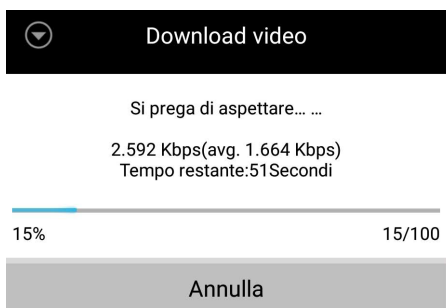 Download video
Si prega di aspettare... ...
2.592 Kbps(avg. 1.664 Kbps)
Tempo restante:51Secondi
15%
15/100
Annulla